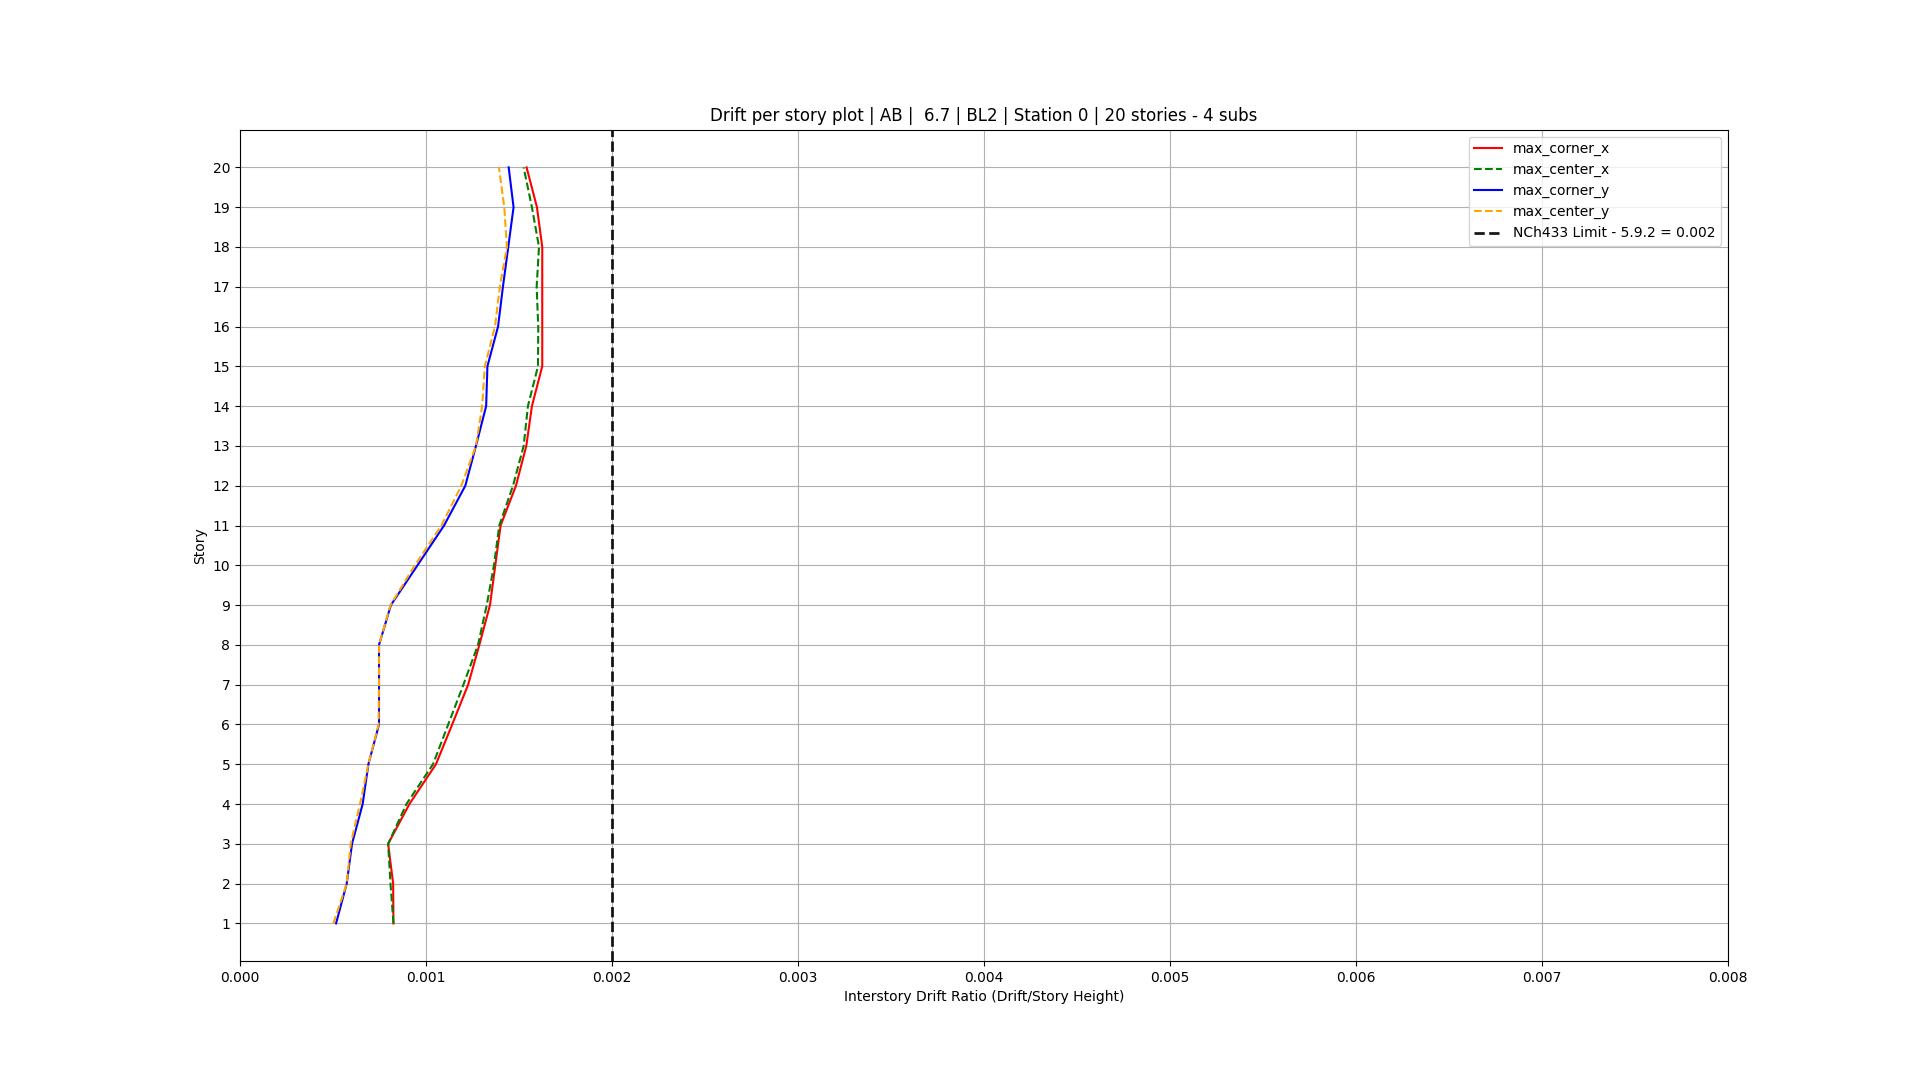 Drift per story plot | AB |  6.7 | BL2 | Station 0 | 20 stories - 4 subs
max_corner_x
max_center_x
max_corner_y
max_center_y
NCh433 Limit - 5.9.2 = 0.002
Story
20
19
18
17
16
15
14
13
12
11
10
9
8
7
6
5
4
3
2
1
0.000 0.001 0.002 0.003 0.004 0.005 0.006 0.007 0.008
Interstory Drift Ratio (Drift/Story Height)